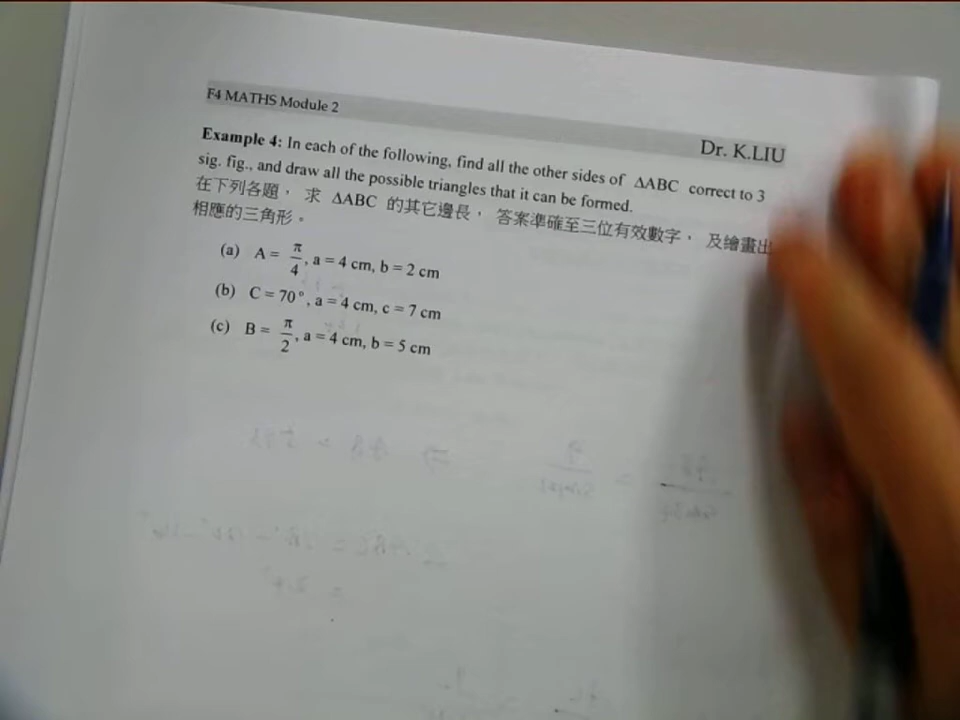 F4 MATHS Module 2
Dr. K.LIU
Example 4: In each of the following, find all the other sides of ΔABC correct to 3
sig. fig., and draw all the possible triangles that it can be formed.
在下列各題， 求 ΔABC 的其它邊長， 答案準確至三位有效數字， 及繪畫出
相應的三角形。
(a) A = π/4, a = 4 cm, b = 2 cm
(b) C = 70°, a = 4 cm, c = 7 cm
(c) B = π/2, a = 4 cm, b = 5 cm